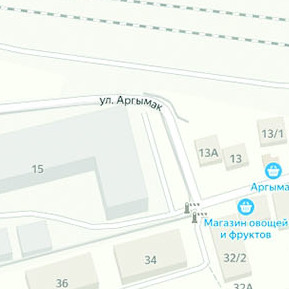 ул. Аргымак
13/1
13А
13
15
Аргыма
Магазин овощей
и фруктов
34
32/2
36
32А